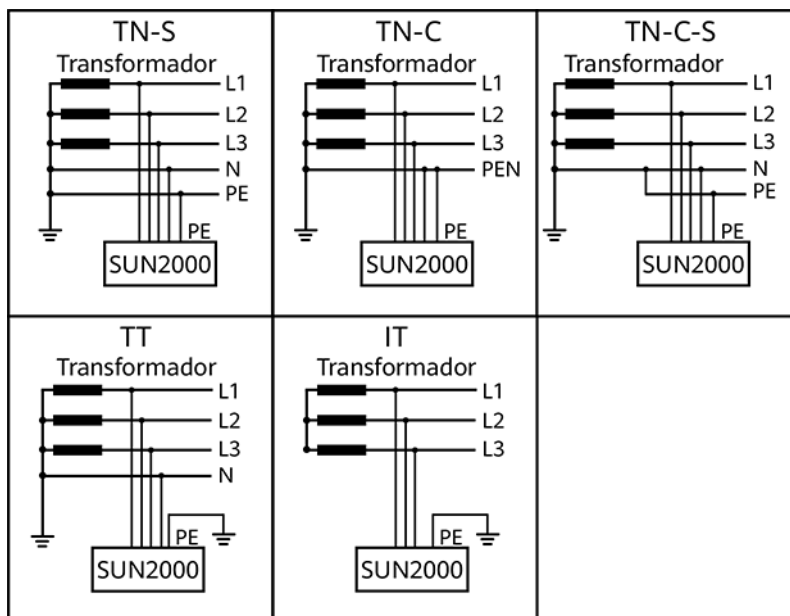 TN-S
Transformador
L1
L2
L3
N
PE
PE
SUN2000
TN-C
Transformador
L1
L2
L3
PEN
PE
SUN2000
TN-C-S
Transformador
L1
L2
L3
N
PE
PE
SUN2000
TT
Transformador
L1
L2
L3
N
PE
SUN2000
IT
Transformador
L1
L2
L3
PE
SUN2000